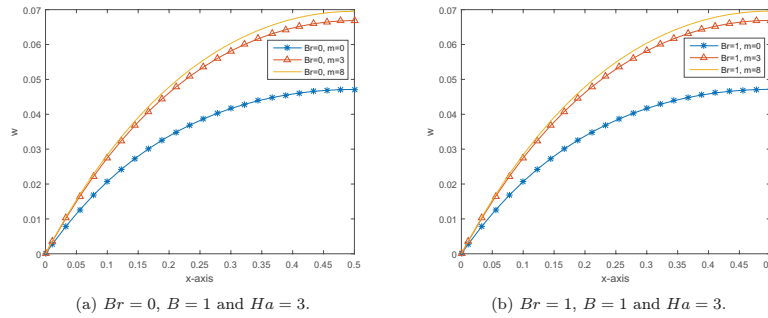 0.07
0.06
0.05
0.04
0.03
0.02
0.01
0
w
0 0.05 0.1 0.15 0.2 0.25 0.3 0.35 0.4 0.45 0.5
x-axis
Br=0, m=0
Br=0, m=3
Br=0, m=8
(a) Br = 0, B = 1 and Ha = 3.
0.07
0.06
0.05
0.04
0.03
0.02
0.01
0
w
0 0.05 0.1 0.15 0.2 0.25 0.3 0.35 0.4 0.45 0.5
x-axis
Br=1, m=0
Br=1, m=3
Br=1, m=8
(b) Br = 1, B = 1 and Ha = 3.